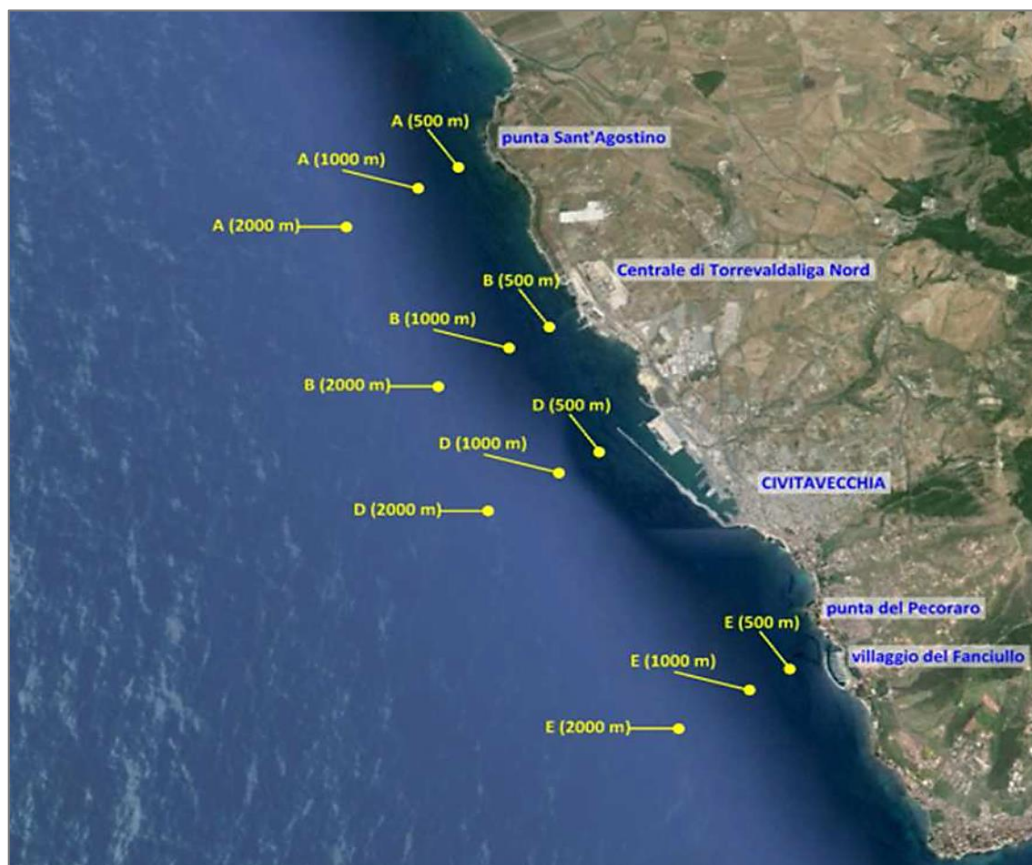 A (500 m)
punta Sant'Agostino
A (1000 m)
A (2000 m)
Centrale di Torrevaldaliga Nord
B (500 m)
B (1000 m)
B (2000 m)
D (500 m)
D (1000 m)
CIVITAVECCHIA
D (2000 m)
punta del Pecoraro
E (500 m)
villaggio del Fanciullo
E (1000 m)
E (2000 m)